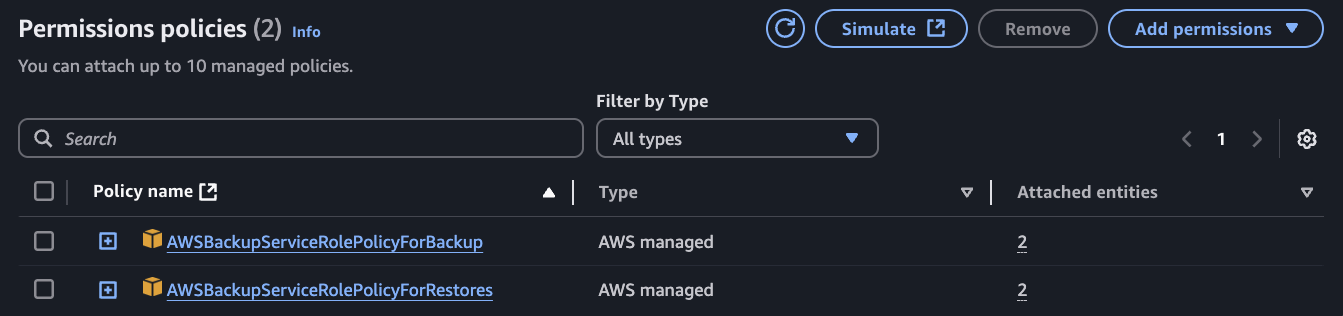 Permissions policies (2) Info
Simulate
Remove
Add permissions
You can attach up to 10 managed policies.
Filter by Type
Search
All types
1
Policy name
Type
Attached entities
AWSBackupServiceRolePolicyForBackup
AWS managed
2
AWSBackupServiceRolePolicyForRestores
AWS managed
2